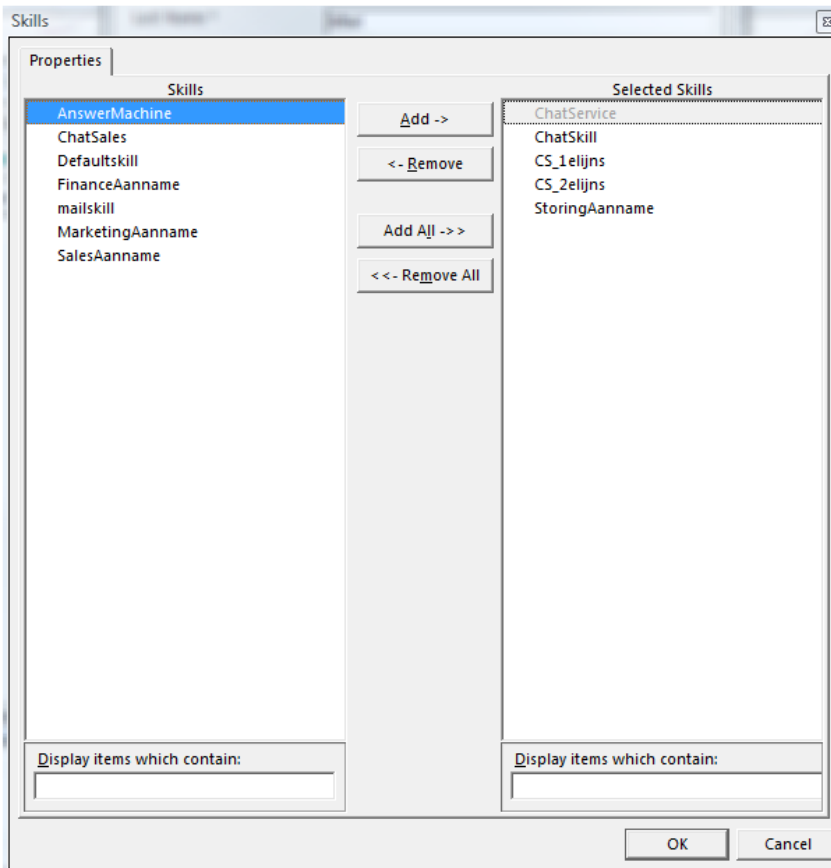 Skills
Properties
Skills
AnswerMachine
ChatSales
Defaultskill
FinanceAanname
mailskill
MarketingAanname
SalesAanname
Add ->
<- Remove
Add All ->>
<<- Remove All
Selected Skills
ChatService
ChatSkill
CS_1elijns
CS_2elijns
StoringAanname
Display items which contain:
Display items which contain:
OK
Cancel